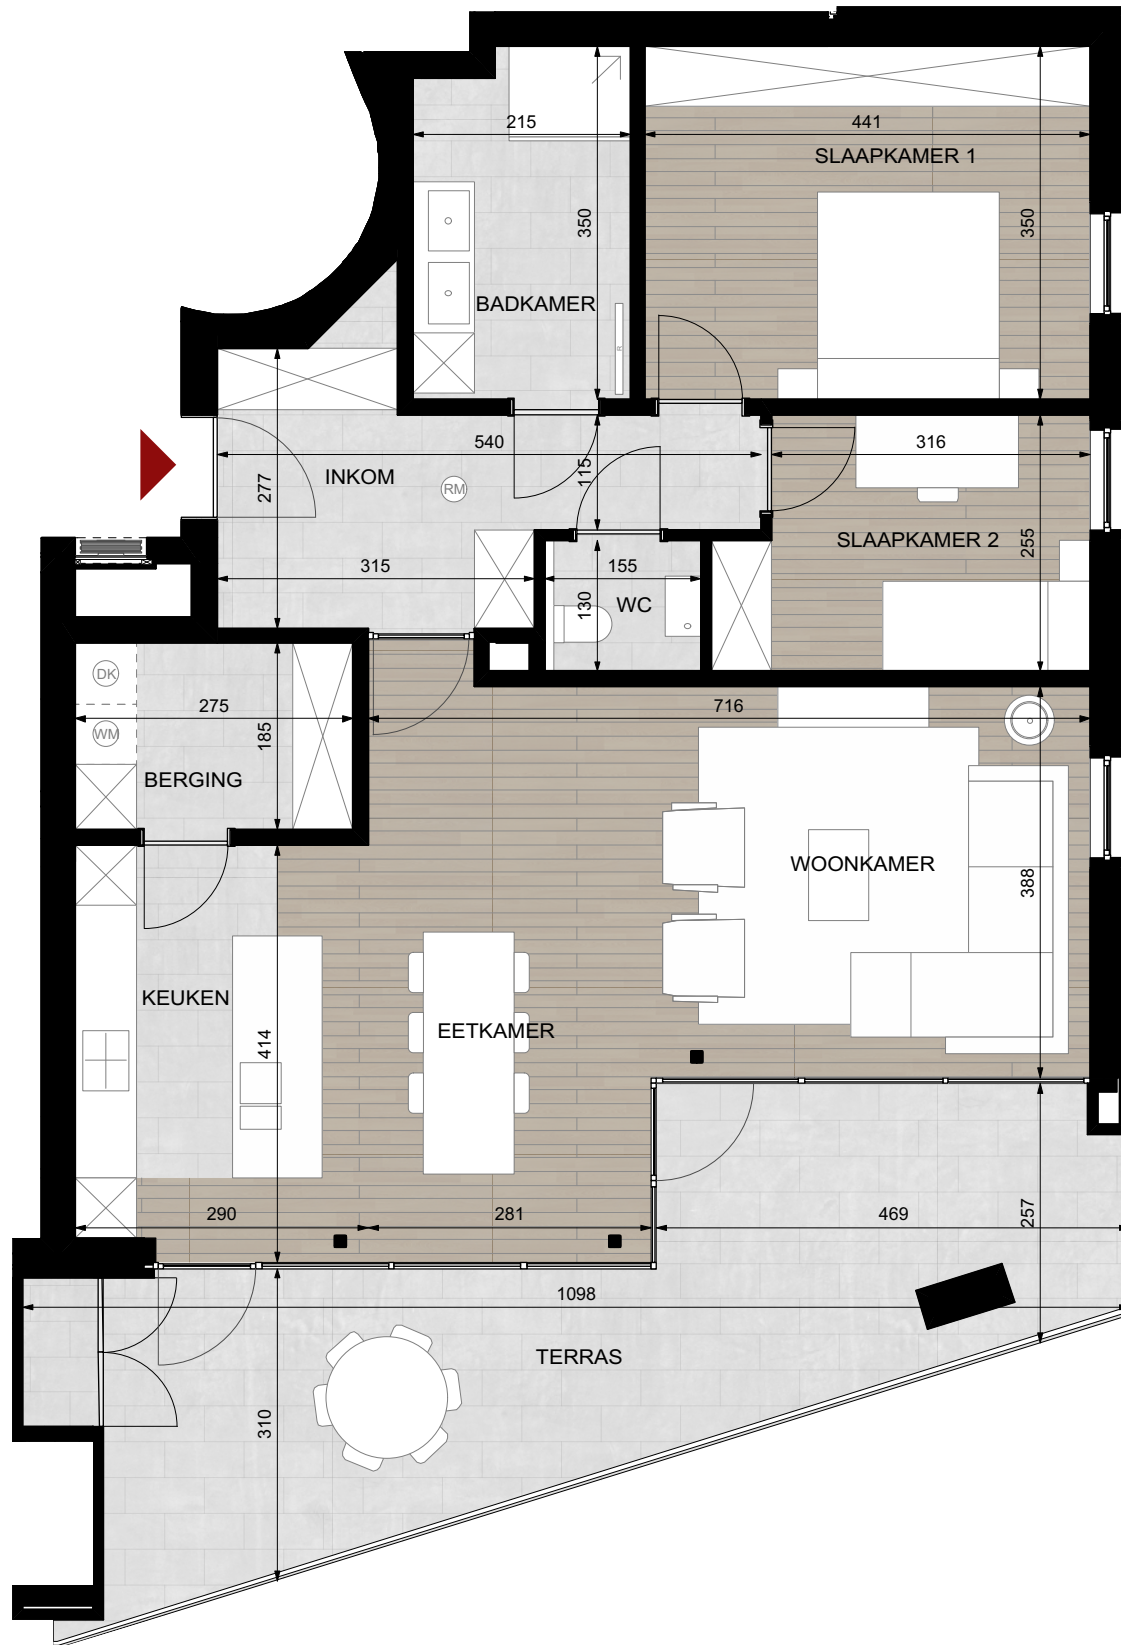 215
441
SLAAPKAMER 1
350
350
BADKAMER
R
540
115
316
INKOM
277
RM
SLAAPKAMER 2
255
315
155
130
WC
DK
275
716
WM
185
BERGING
WOONKAMER
388
KEUKEN
EETKAMER
414
290
281
469
257
1098
TERRAS
310